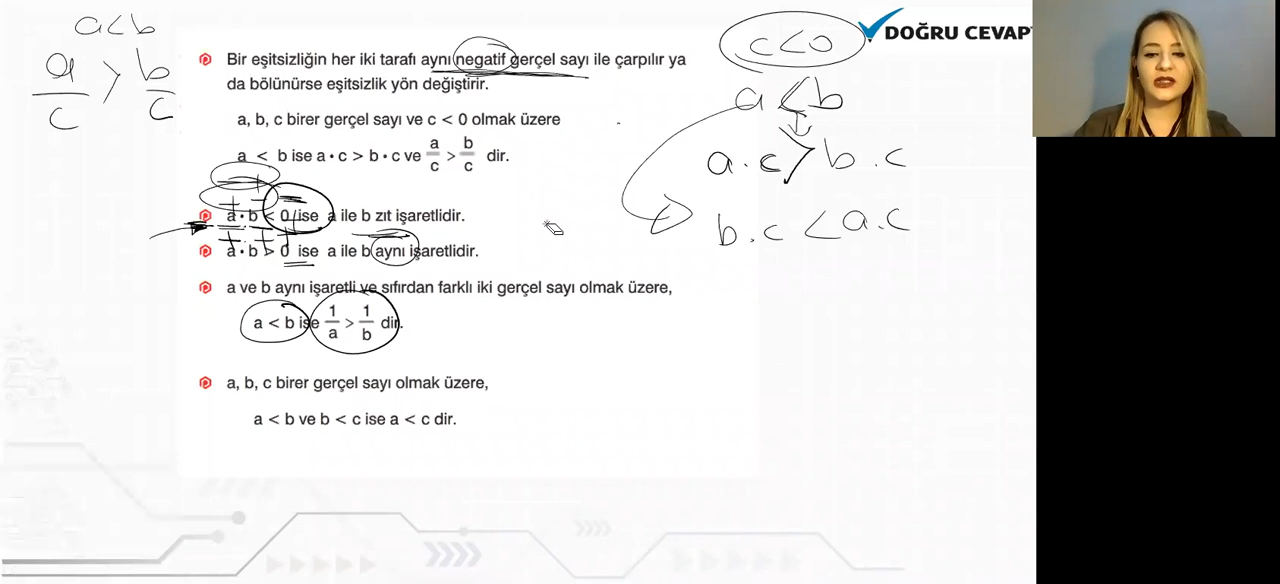 a<b
a/c > b/c
c<0
DOĞRU CEVAP
Bir eşitsizliğin her iki tarafı aynı negatif gerçel sayı ile çarpılır ya
da bölünürse eşitsizlik yön değiştirir.
a, b, c birer gerçel sayı ve c < 0 olmak üzere
a < b ise a • c > b • c ve a/c > b/c dir.
a<b
a.c > b.c
b.c < a.c
a • b < 0 ise a ile b zıt işaretlidir.
a • b > 0 ise a ile b aynı işaretlidir.
a ve b aynı işaretli ve sıfırdan farklı iki gerçel sayı olmak üzere,
a < b ise 1/a > 1/b dir.
a, b, c birer gerçel sayı olmak üzere,
a < b ve b < c ise a < c dir.